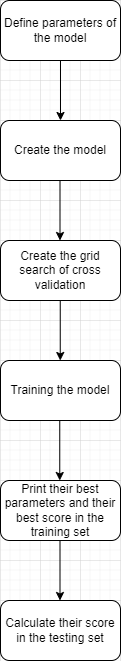 Define parameters of
the model
Create the model
Create the grid
search of cross
validation
Training the model
Print their best
parameters and their
best score in the
training set
Calculate their score
in the testing set